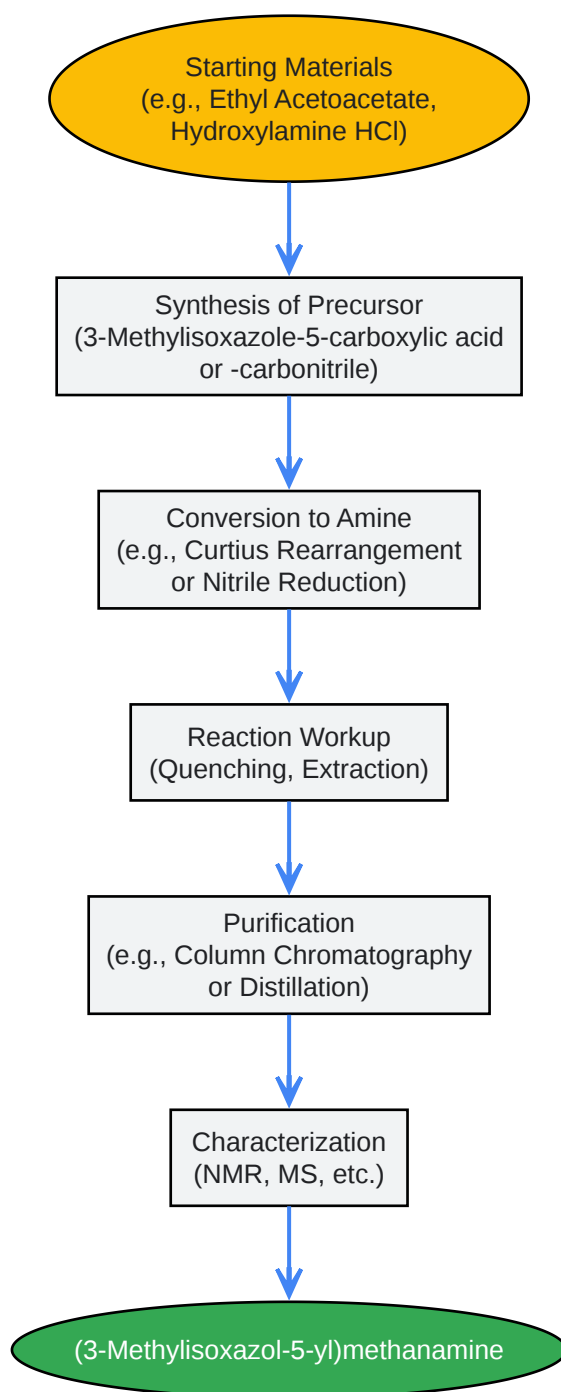 Starting Materials
(e.g., Ethyl Acetoacetate,
Hydroxylamine HCl)
Synthesis of Precursor
(3-Methylisoxazole-5-carboxylic acid
or -carbonitrile)
Conversion to Amine
(e.g., Curtius Rearrangement
or Nitrile Reduction)
Reaction Workup
(Quenching, Extraction)
Purification
(e.g., Column Chromatography
or Distillation)
Characterization
(NMR, MS, etc.)
(3-Methylisoxazol-5-yl)methanamine